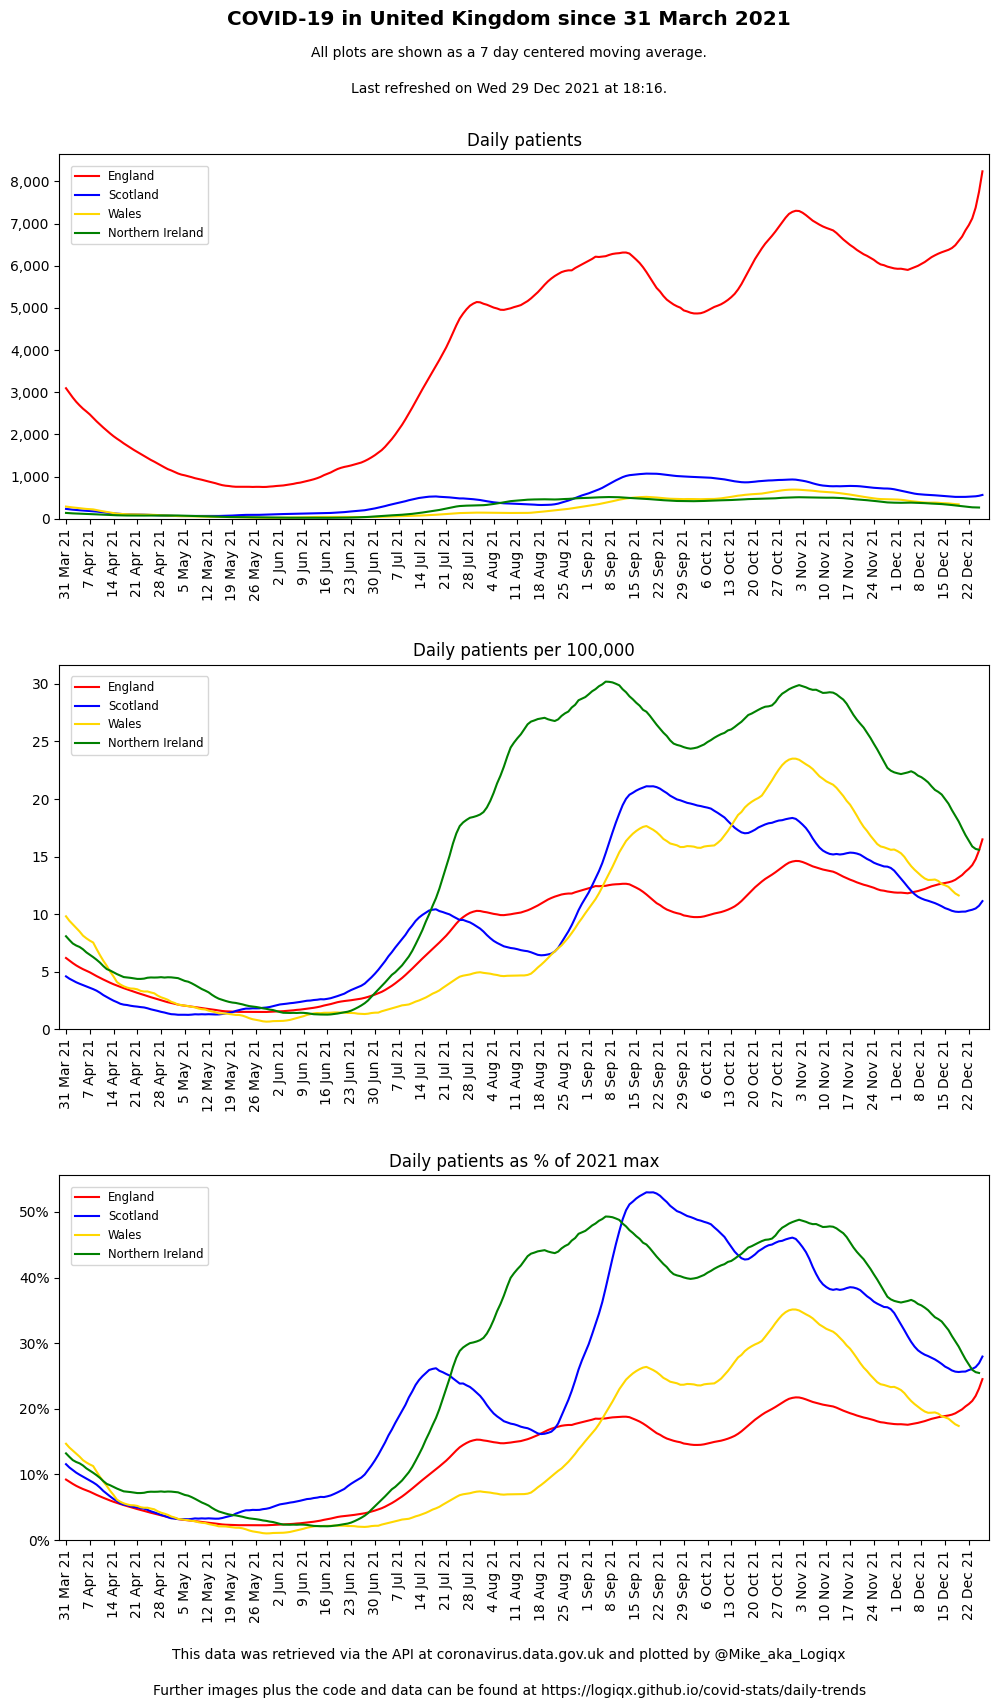 COVID-19 in United Kingdom since 31 March 2021
All plots are shown as a 7 day centered moving average.
Last refreshed on Wed 29 Dec 2021 at 18:16.
Daily patients
England
Scotland
Wales
Northern Ireland
8,000
7,000
6,000
5,000
4,000
3,000
2,000
1,000
0
31 Mar 21
7 Apr 21
14 Apr 21
21 Apr 21
28 Apr 21
5 May 21
12 May 21
19 May 21
26 May 21
2 Jun 21
9 Jun 21
16 Jun 21
23 Jun 21
30 Jun 21
7 Jul 21
14 Jul 21
21 Jul 21
28 Jul 21
4 Aug 21
11 Aug 21
18 Aug 21
25 Aug 21
1 Sep 21
8 Sep 21
15 Sep 21
22 Sep 21
29 Sep 21
6 Oct 21
13 Oct 21
20 Oct 21
27 Oct 21
3 Nov 21
10 Nov 21
17 Nov 21
24 Nov 21
1 Dec 21
8 Dec 21
15 Dec 21
22 Dec 21
Daily patients per 100,000
England
Scotland
Wales
Northern Ireland
30
25
20
15
10
5
0
31 Mar 21
7 Apr 21
14 Apr 21
21 Apr 21
28 Apr 21
5 May 21
12 May 21
19 May 21
26 May 21
2 Jun 21
9 Jun 21
16 Jun 21
23 Jun 21
30 Jun 21
7 Jul 21
14 Jul 21
21 Jul 21
28 Jul 21
4 Aug 21
11 Aug 21
18 Aug 21
25 Aug 21
1 Sep 21
8 Sep 21
15 Sep 21
22 Sep 21
29 Sep 21
6 Oct 21
13 Oct 21
20 Oct 21
27 Oct 21
3 Nov 21
10 Nov 21
17 Nov 21
24 Nov 21
1 Dec 21
8 Dec 21
15 Dec 21
22 Dec 21
Daily patients as % of 2021 max
England
Scotland
Wales
Northern Ireland
50%
40%
30%
20%
10%
0%
31 Mar 21
7 Apr 21
14 Apr 21
21 Apr 21
28 Apr 21
5 May 21
12 May 21
19 May 21
26 May 21
2 Jun 21
9 Jun 21
16 Jun 21
23 Jun 21
30 Jun 21
7 Jul 21
14 Jul 21
21 Jul 21
28 Jul 21
4 Aug 21
11 Aug 21
18 Aug 21
25 Aug 21
1 Sep 21
8 Sep 21
15 Sep 21
22 Sep 21
29 Sep 21
6 Oct 21
13 Oct 21
20 Oct 21
27 Oct 21
3 Nov 21
10 Nov 21
17 Nov 21
24 Nov 21
1 Dec 21
8 Dec 21
15 Dec 21
22 Dec 21
This data was retrieved via the API at coronavirus.data.gov.uk and plotted by @Mike_aka_Logiqx
Further images plus the code and data can be found at https://logiqx.github.io/covid-stats/daily-trends